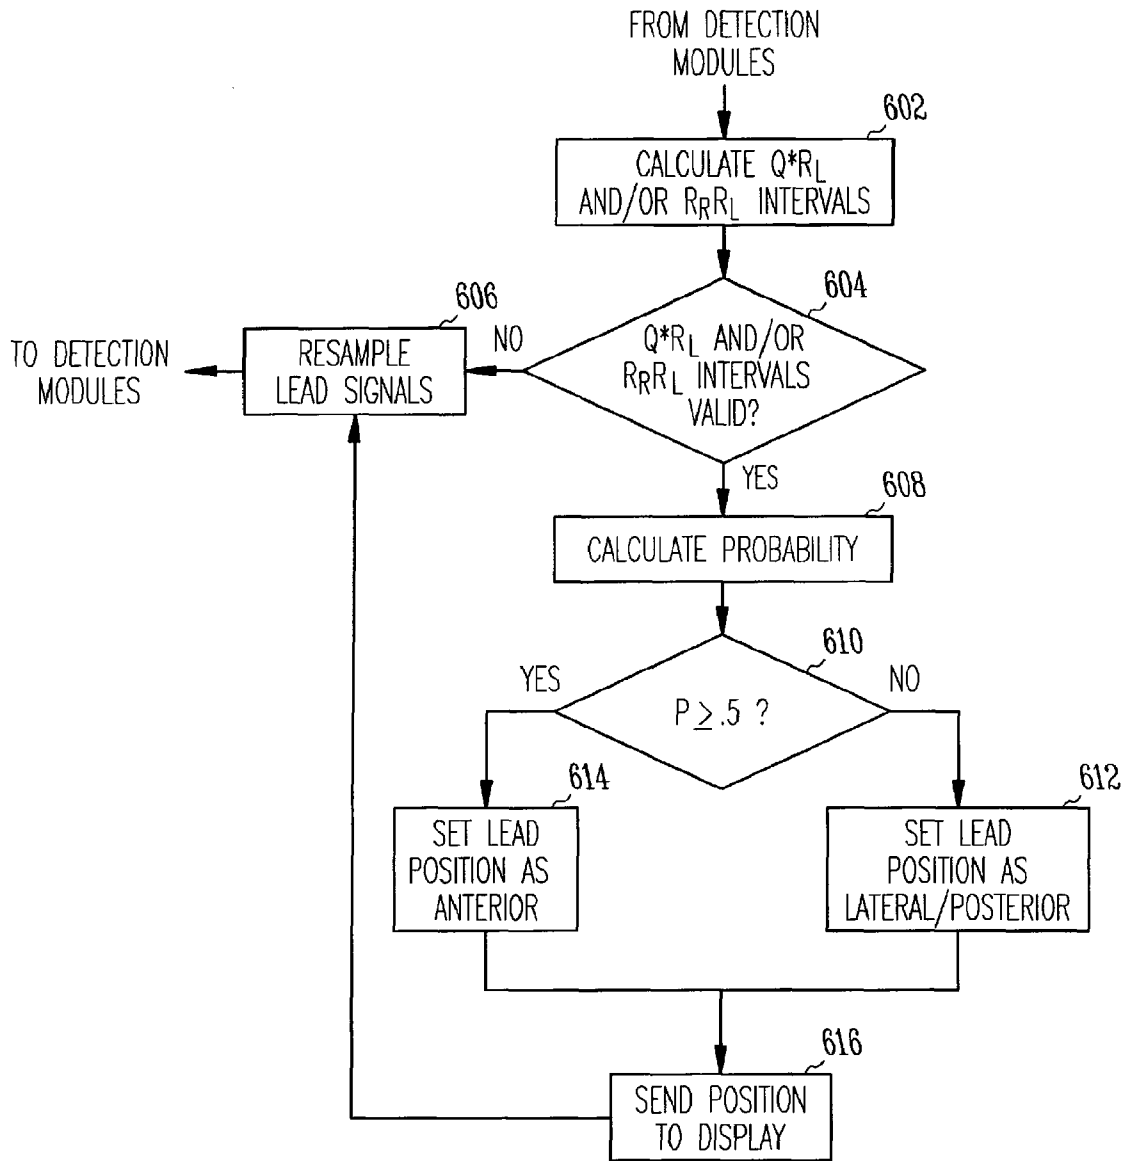 FROM DETECTION
MODULES
602
CALCULATE Q*RL
AND/OR RRRL INTERVALS
604
Q*RL AND/OR
RRRL INTERVALS
VALID?
NO
606
RESAMPLE
LEAD SIGNALS
TO DETECTION
MODULES
YES
608
CALCULATE PROBABILITY
610
P ≥ .5 ?
YES
NO
614
SET LEAD
POSITION AS
ANTERIOR
612
SET LEAD
POSITION AS
LATERAL/POSTERIOR
616
SEND POSITION
TO DISPLAY